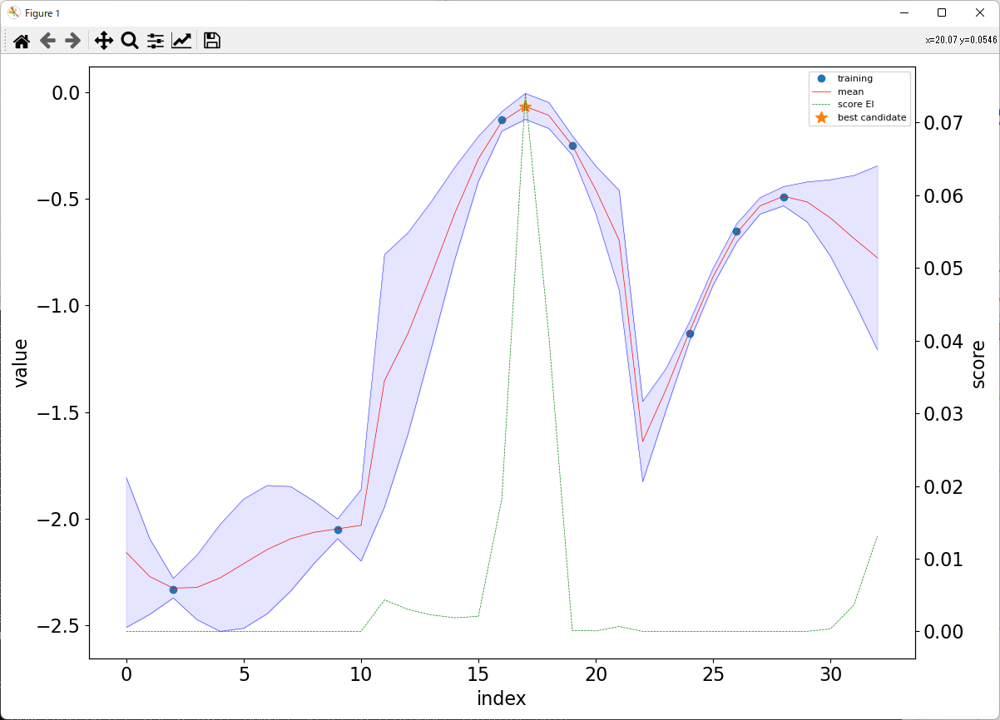 Figure 1
x=20.07 y=0.0546
training
mean
score EI
best candidate
0.0
−0.5
−1.0
−1.5
−2.0
−2.5
value
0.07
0.06
0.05
0.04
0.03
0.02
0.01
0.00
score
0 5 10 15 20 25 30
index